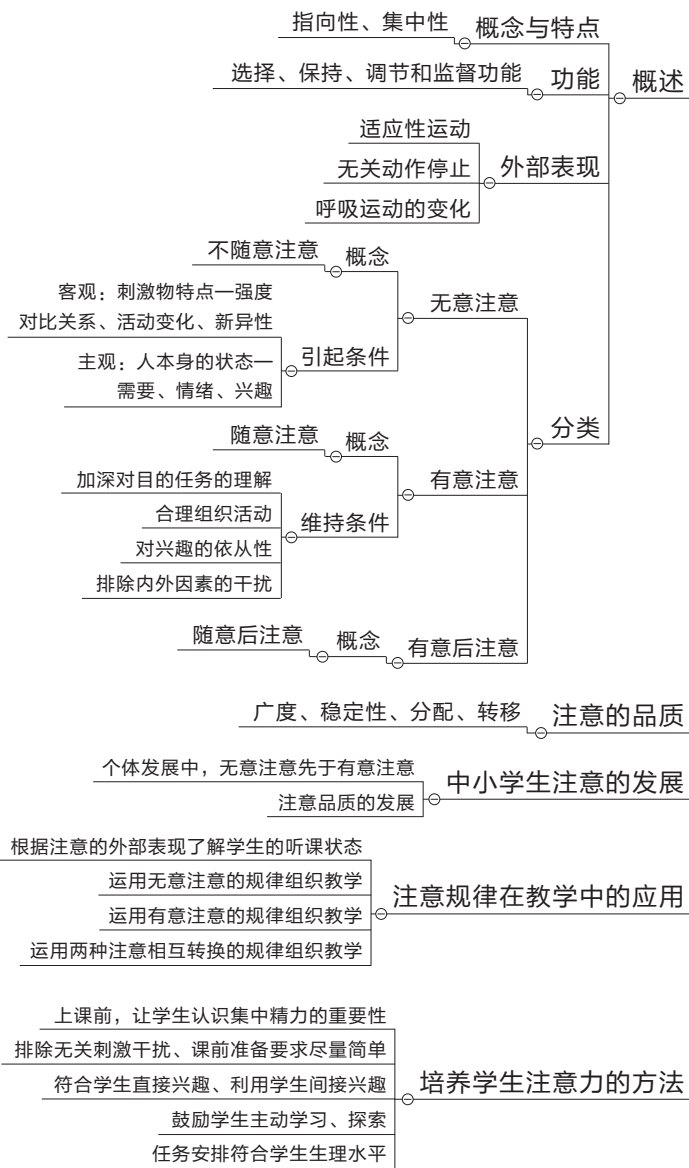 指向性、集中性
概念与特点
选择、保持、调节和监督功能
功能
概述
适应性运动
无关动作停止
外部表现
呼吸运动的变化
不随意注意
概念
客观：刺激物特点—强度
对比关系、活动变化、新异性
无意注意
主观：人本身的状态—
需要、情绪、兴趣
引起条件
分类
随意注意
概念
加深对目的任务的理解
有意注意
合理组织活动
维持条件
对兴趣的依从性
排除内外因素的干扰
随意后注意
概念
有意后注意
广度、稳定性、分配、转移
注意的品质
个体发展中，无意注意先于有意注意
中小学生注意的发展
注意品质的发展
根据注意的外部表现了解学生的听课状态
运用无意注意的规律组织教学
注意规律在教学中的应用
运用有意注意的规律组织教学
运用两种注意相互转换的规律组织教学
上课前，让学生认识集中精力的重要性
排除无关刺激干扰、课前准备要求尽量简单
符合学生直接兴趣、利用学生间接兴趣
培养学生注意力的方法
鼓励学生主动学习、探索
任务安排符合学生生理水平